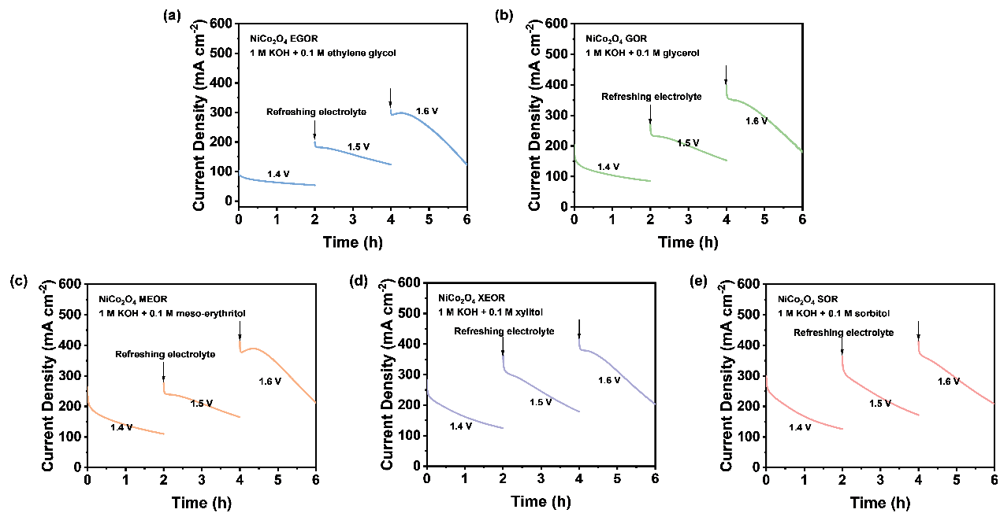 (a)
600
500
400
300
200
100
0
Current Density (mA cm⁻²)
NiCo₂O₄ EGOR
1 M KOH + 0.1 M ethylene glycol
Refreshing electrolyte
1.4 V
1.5 V
1.6 V
0 1 2 3 4 5 6
Time (h)
(b)
600
500
400
300
200
100
0
Current Density (mA cm⁻²)
NiCo₂O₄ GOR
1 M KOH + 0.1 M glycerol
Refreshing electrolyte
1.4 V
1.5 V
1.6 V
0 1 2 3 4 5 6
Time (h)
(c)
600
500
400
300
200
100
0
Current Density (mA cm⁻²)
NiCo₂O₄ MEOR
1 M KOH + 0.1 M meso-erythritol
Refreshing electrolyte
1.4 V
1.5 V
1.6 V
0 1 2 3 4 5 6
Time (h)
(d)
600
500
400
300
200
100
0
Current Density (mA cm⁻²)
NiCo₂O₄ XEOR
1 M KOH + 0.1 M xylitol
Refreshing electrolyte
1.4 V
1.5 V
1.6 V
0 1 2 3 4 5 6
Time (h)
(e)
600
500
400
300
200
100
0
Current Density (mA cm⁻²)
NiCo₂O₄ SOR
1 M KOH + 0.1 M sorbitol
Refreshing electrolyte
1.4 V
1.5 V
1.6 V
0 1 2 3 4 5 6
Time (h)